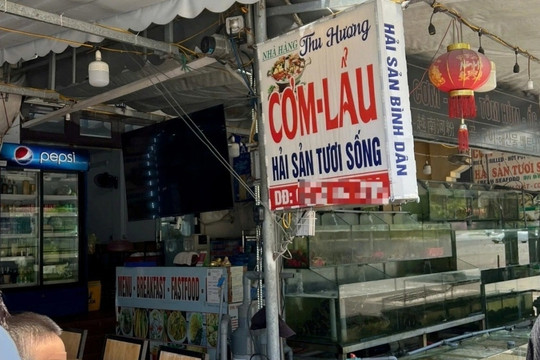 NHÀ HÀNG Thu Hương
CƠM-LẨU
HẢI SẢN TƯƠI SỐNG
DĐ:
HẢI SẢN BÌNH DÂN
pepsi
MENU - BREAKFAST - FASTFOOD -
HẢI SẢN TƯƠI